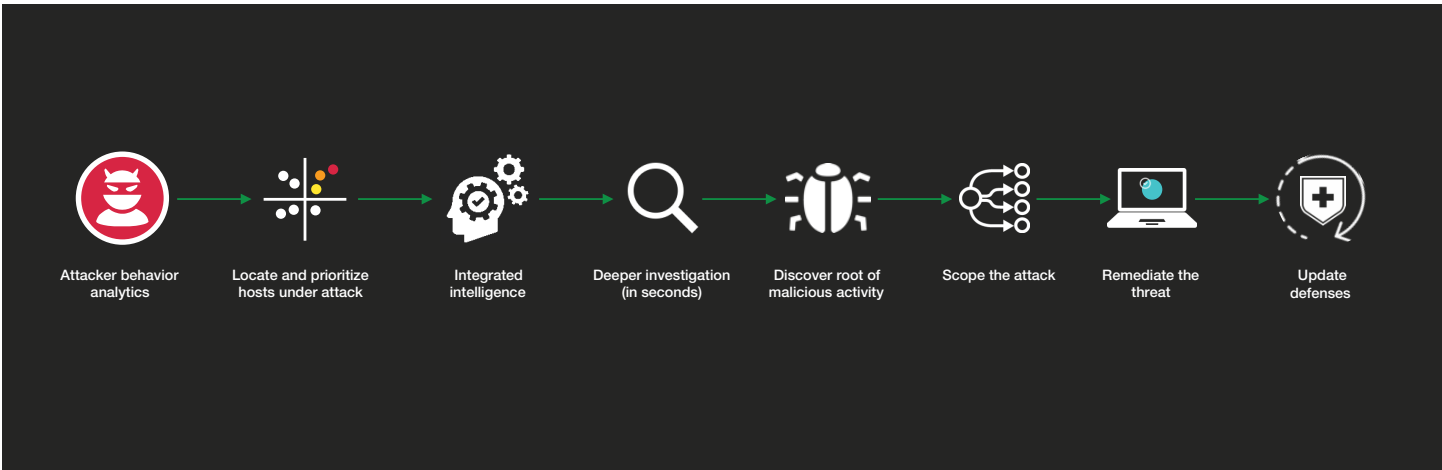 Attacker behavior
analytics
Locate and prioritize
hosts under attack
Integrated
intelligence
Deeper investigation
(in seconds)
Discover root of
malicious activity
Scope the attack
Remediate the
threat
Update
defenses